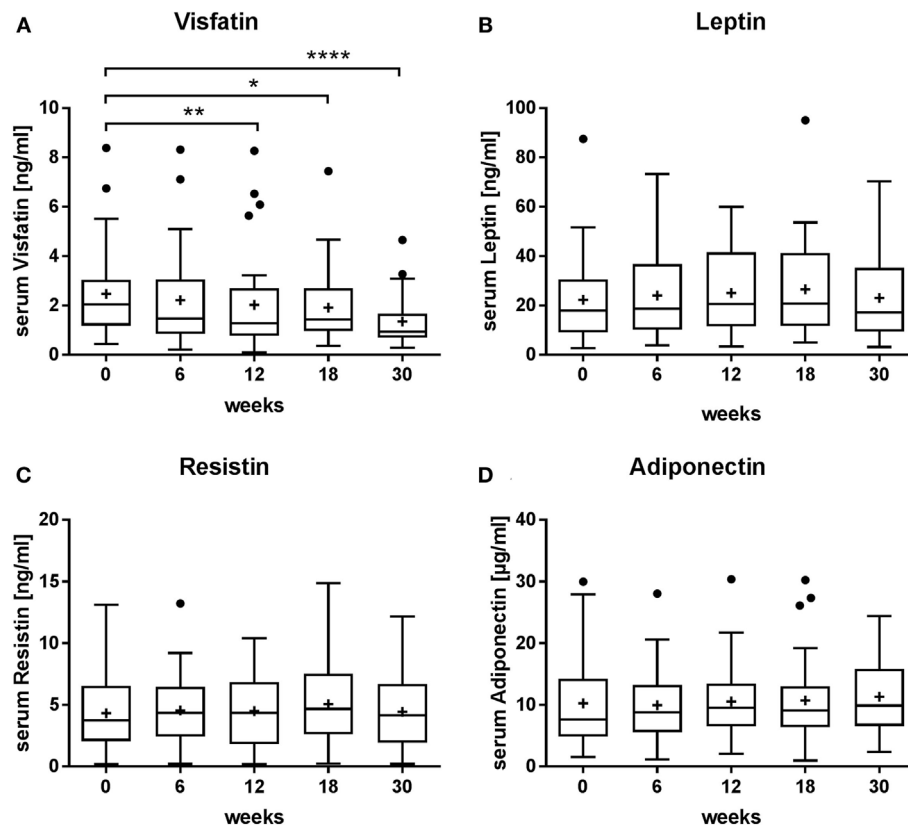 A Visfatin
****
*
**
10
8
6
4
2
0
serum Visfatin [ng/ml]
0 6 12 18 30
weeks
B Leptin
100
80
60
40
20
0
serum Leptin [ng/ml]
0 6 12 18 30
weeks
C Resistin
20
15
10
5
0
serum Resistin [ng/ml]
0 6 12 18 30
weeks
D Adiponectin
40
30
20
10
0
serum Adiponectin [µg/ml]
0 6 12 18 30
weeks